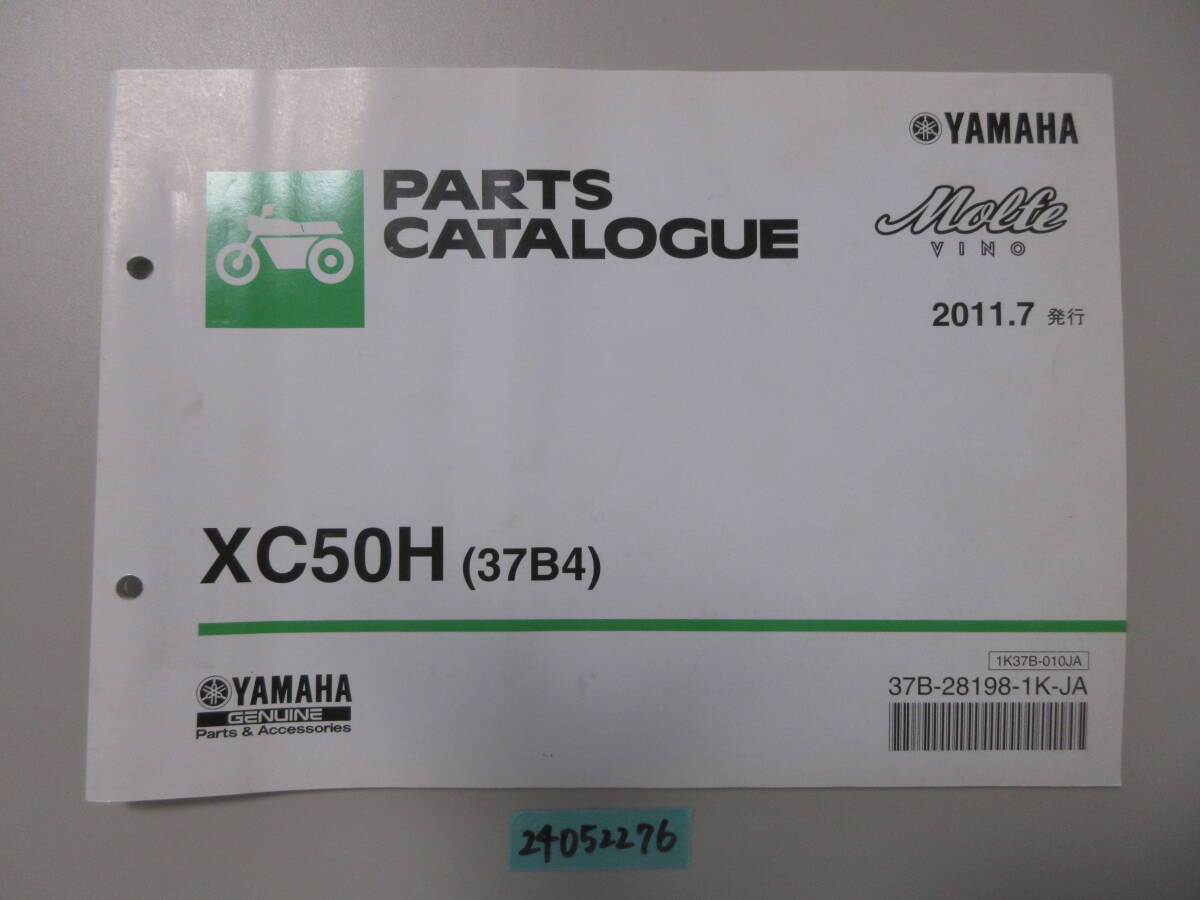 YAMAHA
PARTS
CATALOGUE
Molfe
VINO
2011.7 発行
XC50H (37B4)
1K37B-010JA
37B-28198-1K-JA
YAMAHA
GENUINE
Parts & Accessories
24052276